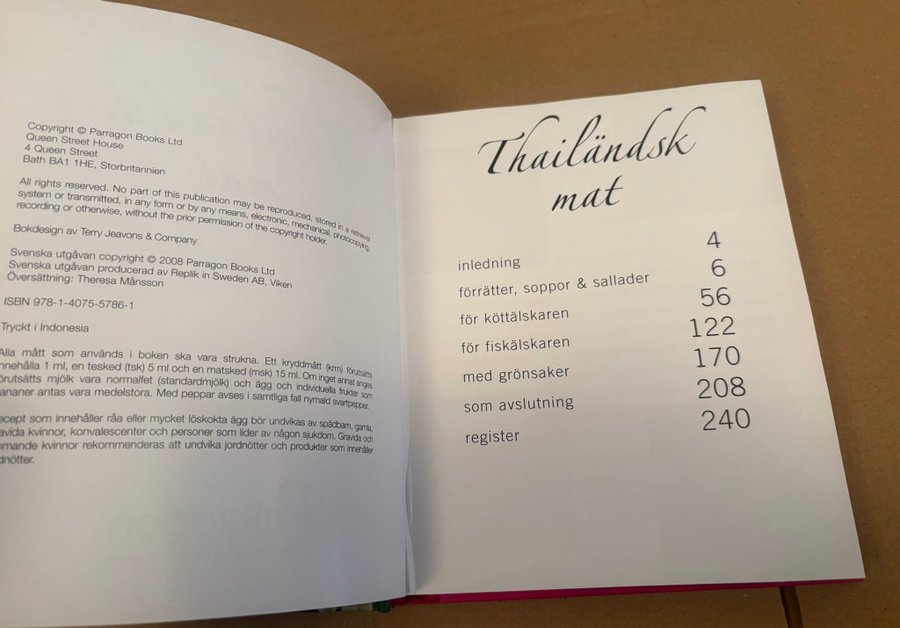 Copyright © Parragon Books Ltd
Queen Street House
4 Queen Street
Bath BA1 1HE, Storbritannien
All rights reserved. No part of this publication may be reproduced, stored in a retrieval
system or transmitted, in any form or by any means, electronic, mechanical, photocopying,
recording or otherwise, without the prior permission of the copyright holder.
Bokdesign av Terry Jeavons & Company
Svenska utgåvan copyright © 2008 Parragon Books Ltd
Svenska utgåvan producerad av Replik in Sweden AB, Viken
Översättning: Theresa Månsson
ISBN 978-1-4075-5786-1
Tryckt i Indonesia
Alla mått som används i boken ska vara strukna. Ett kryddmått (krm) förutsätts
innehålla 1 ml, en tesked (tsk) 5 ml och en matsked (msk) 15 ml. Om inget annat anges
förutsätts mjölk vara normalfet (standardmjölk) och ägg och individuella frukter som
ananer antas vara medelstora. Med peppar avses i samtliga fall nymald svartpeppar.
ecept som innehåller råa eller mycket löskokta ägg bör undvikas av spädbarn, gamla,
avida kvinnor, konvalescenter och personer som lider av någon sjukdom. Gravida och
mmande kvinnor rekommenderas att undvika jordnötter och produkter som innehåller
dnötter.
Thailändsk
mat
inledning 4
förrätter, soppor & sallader 6
för köttälskaren 56
för fiskälskaren 122
med grönsaker 170
som avslutning 208
register 240